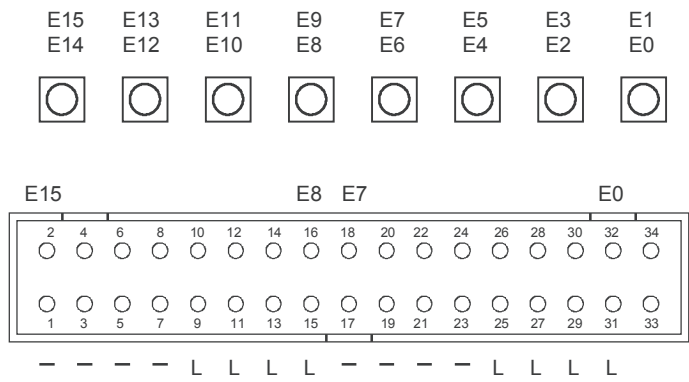 E15 E13 E11 E9 E7 E5 E3 E1
E14 E12 E10 E8 E6 E4 E2 E0
E15 E8 E7 E0
2 4 6 8 10 12 14 16 18 20 22 24 26 28 30 32 34
1 3 5 7 9 11 13 15 17 19 21 23 25 27 29 31 33
– – – – L L L L – – – – L L L L